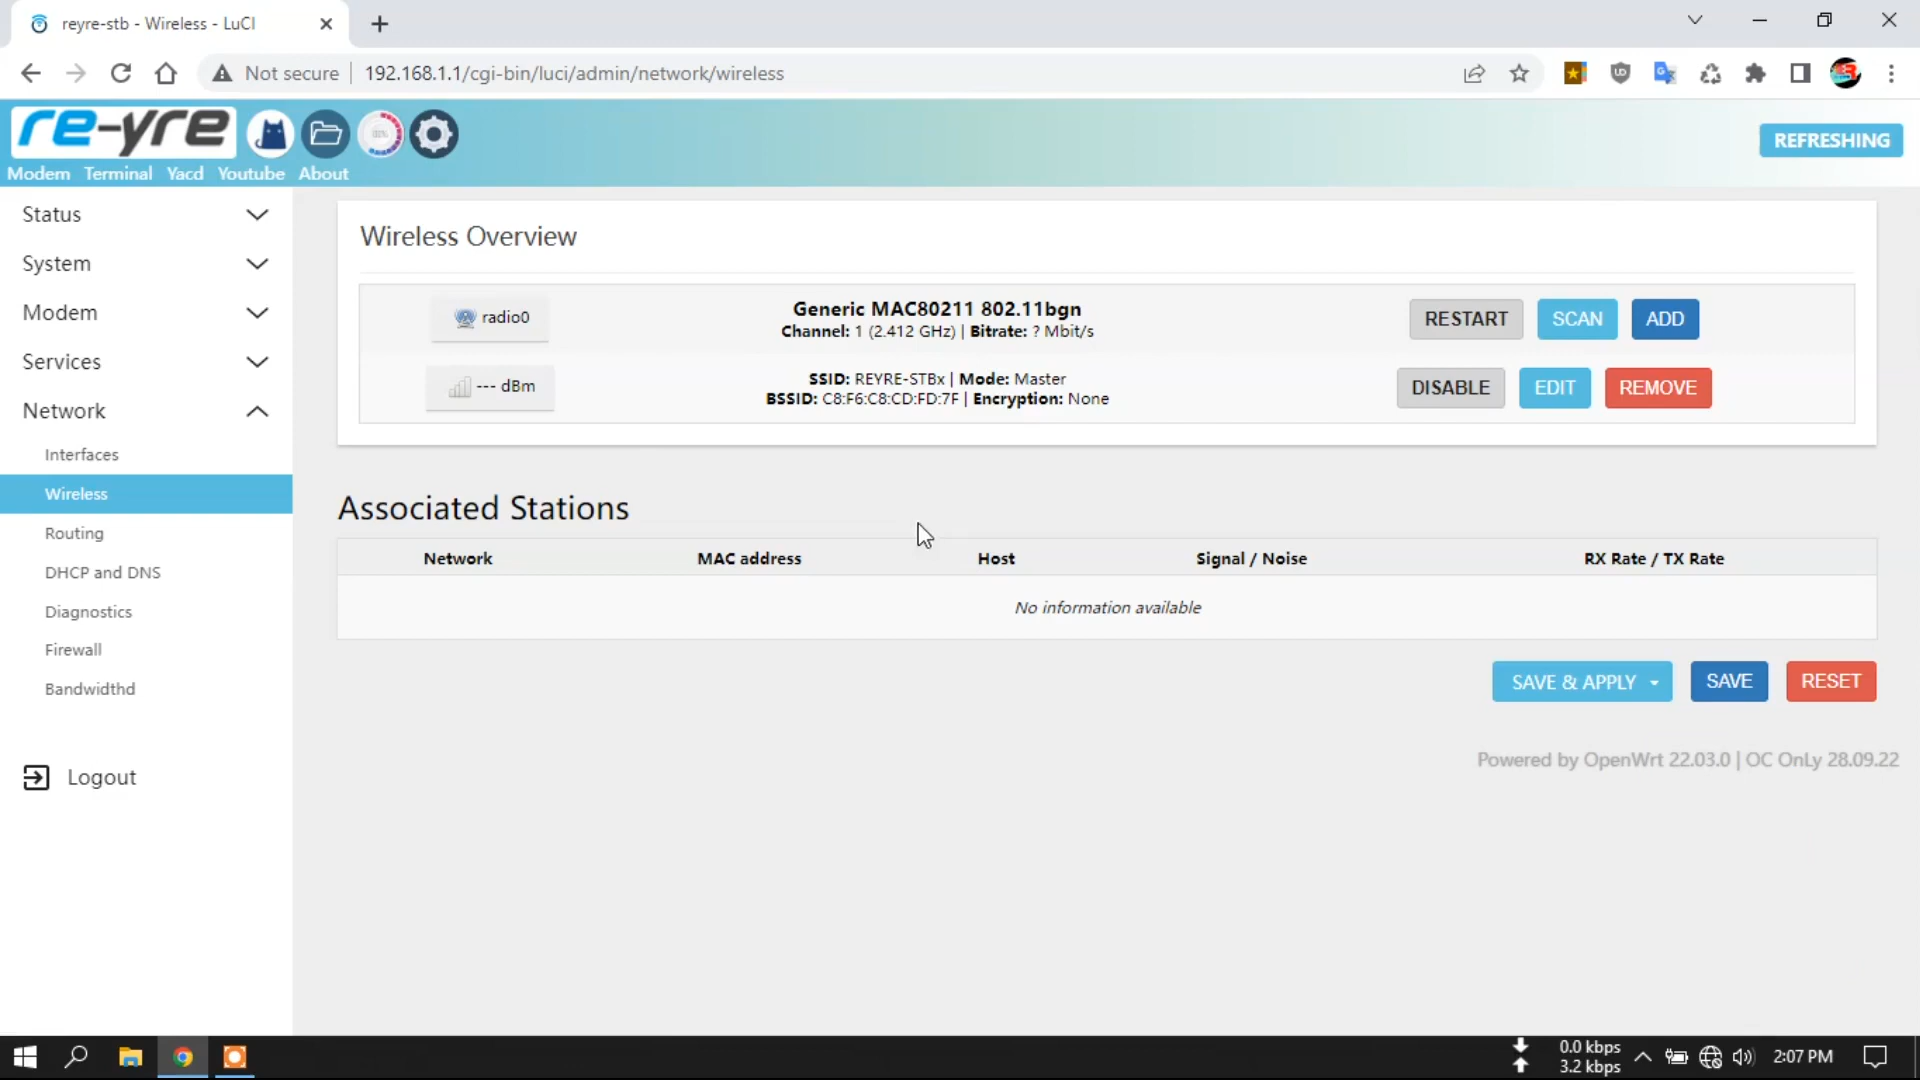 reyre-stb - Wireless - LuCI
Not secure
192.168.1.1/cgi-bin/luci/admin/network/wireless
re-yre
REFRESHING
Modem Terminal Yacd Youtube About
Status
System
Modem
Services
Network
Interfaces
Wireless
Routing
DHCP and DNS
Diagnostics
Firewall
Bandwidthd
Logout
Wireless Overview
radio0
Generic MAC80211 802.11bgn
Channel: 1 (2.412 GHz) | Bitrate: ? Mbit/s
RESTART SCAN ADD
--- dBm
SSID: REYRE-STBx | Mode: Master
BSSID: C8:F6:C8:CD:FD:7F | Encryption: None
DISABLE EDIT REMOVE
Associated Stations
Network MAC address Host Signal / Noise RX Rate / TX Rate
No information available
SAVE & APPLY SAVE RESET
Powered by OpenWrt 22.03.0 | OC OnLy 28.09.22
0.0 kbps
3.2 kbps
2:07 PM